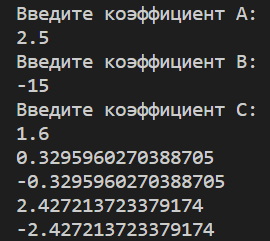 Введите коэффициент A:
2.5
Введите коэффициент B:
-15
Введите коэффициент C:
1.6
0.3295960270388705
-0.3295960270388705
2.427213723379174
-2.427213723379174